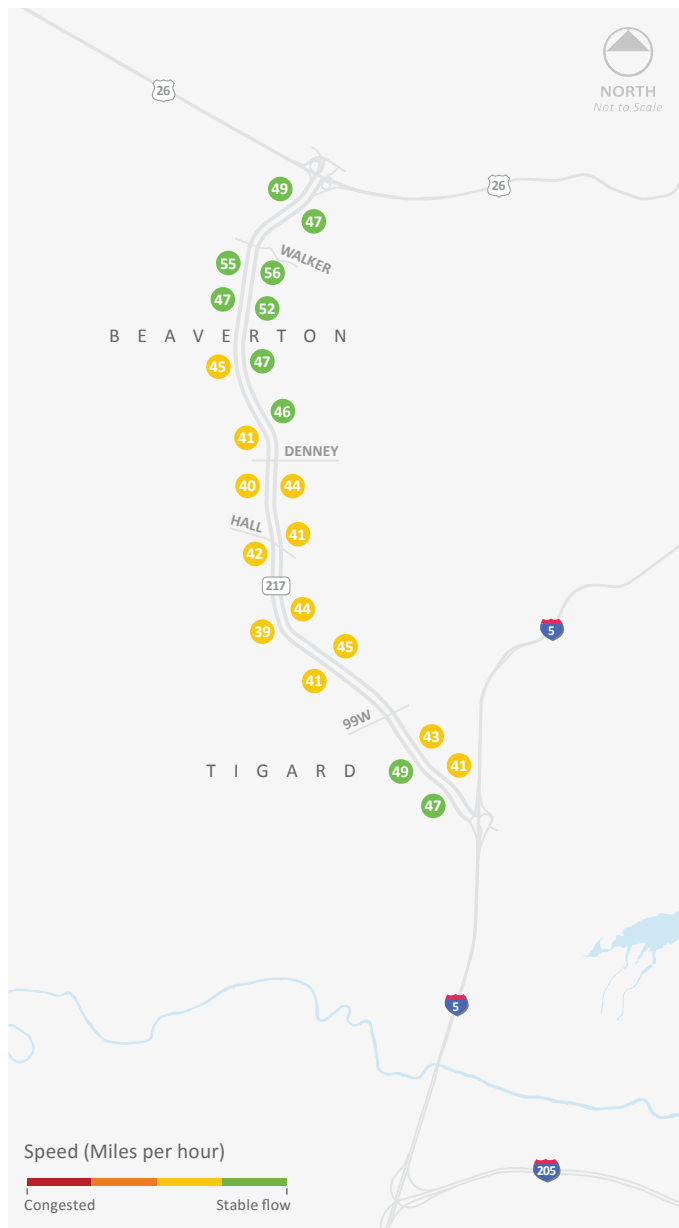 NORTH
Not to Scale
26
26
49
47
WALKER
55
56
47
52
BEAVERTON
47
45
46
41
DENNEY
40
44
HALL
41
42
217
44
39
5
45
41
99W
43
41
TIGARD
49
47
5
Speed (Miles per hour)
205
Congested
Stable flow